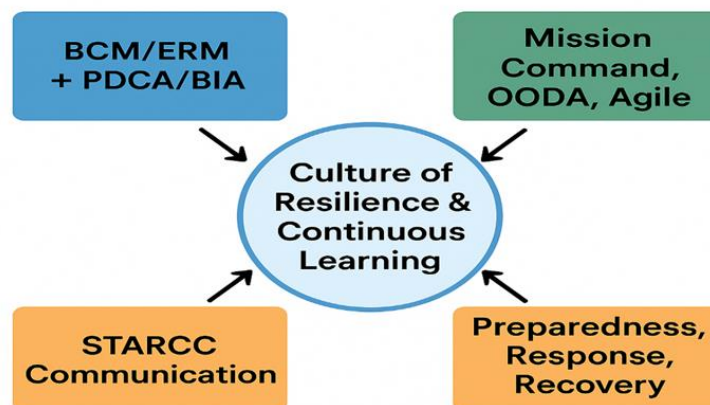 BCM/ERM
+ PDCA/BIA
Mission
Command,
OODA, Agile
Culture of
Resilience &
Continuous
Learning
STARCC
Communication
Preparedness,
Response,
Recovery